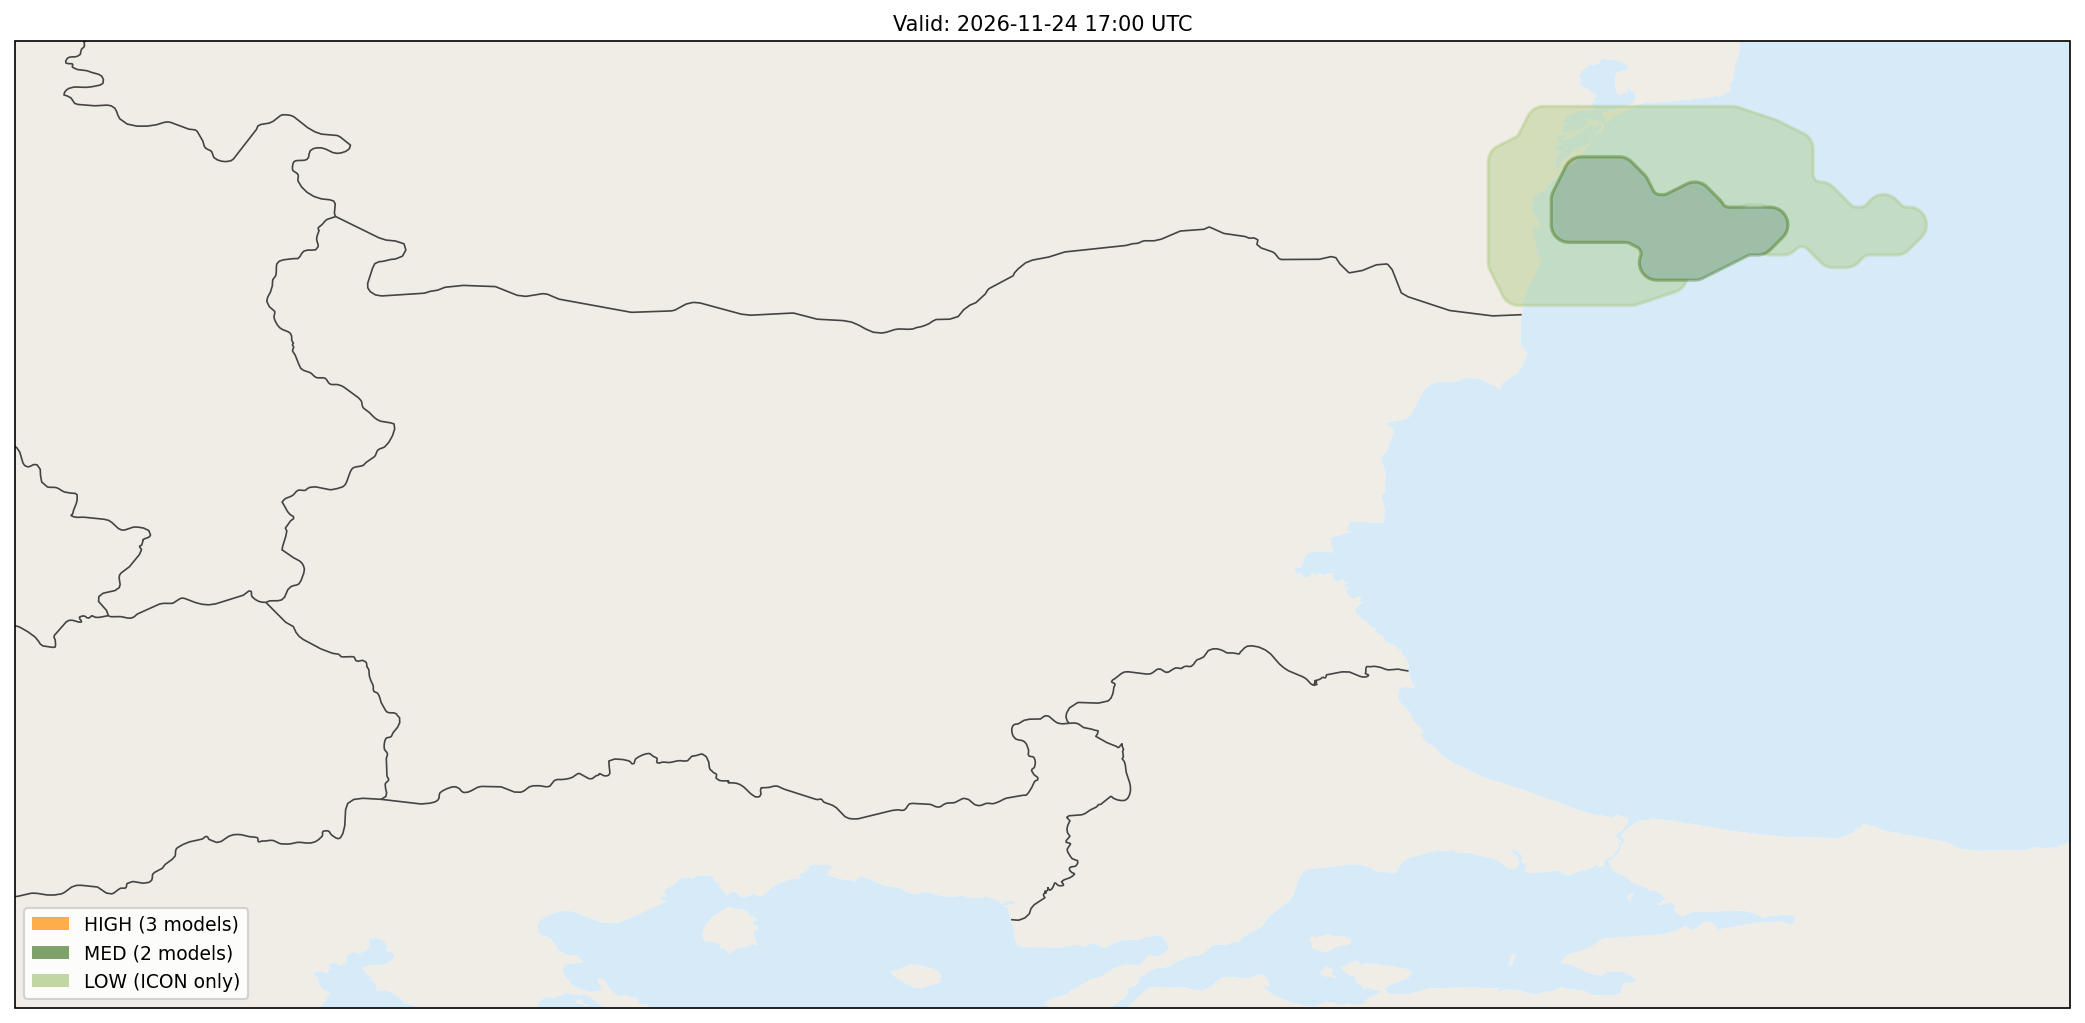 Valid: 2026-11-24 17:00 UTC
HIGH (3 models)
MED (2 models)
LOW (ICON only)